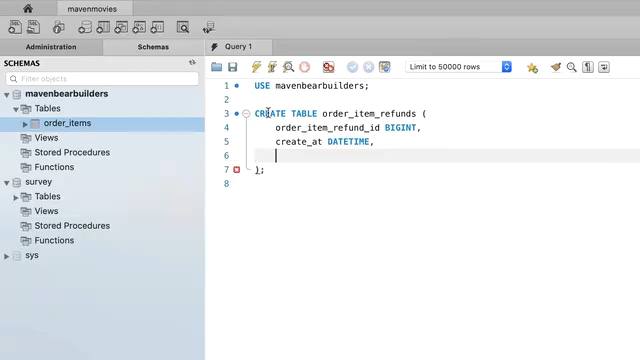 mavenmovies
Administration
Schemas
Query 1
SCHEMAS
Filter objects
Limit to 50000 rows
mavenbearbuilders
Tables
order_items
Views
Stored Procedures
Functions
survey
Tables
Views
Stored Procedures
Functions
sys
1 USE mavenbearbuilders;
2
3 CREATE TABLE order_item_refunds (
4 order_item_refund_id BIGINT,
5 create_at DATETIME,
6
7 );
8